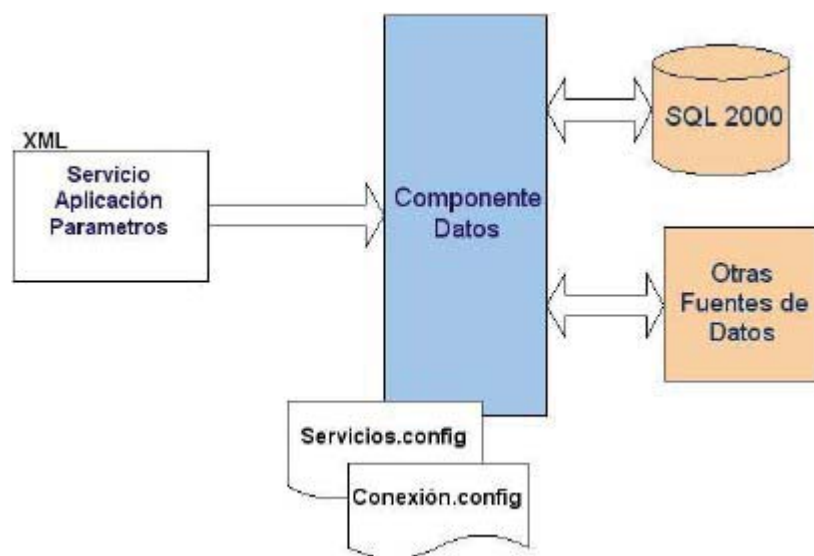 XML
Servicio
Aplicación
Parametros
Componente
Datos
SQL 2000
Otras
Fuentes de
Datos
Servicios.config
Conexión.config